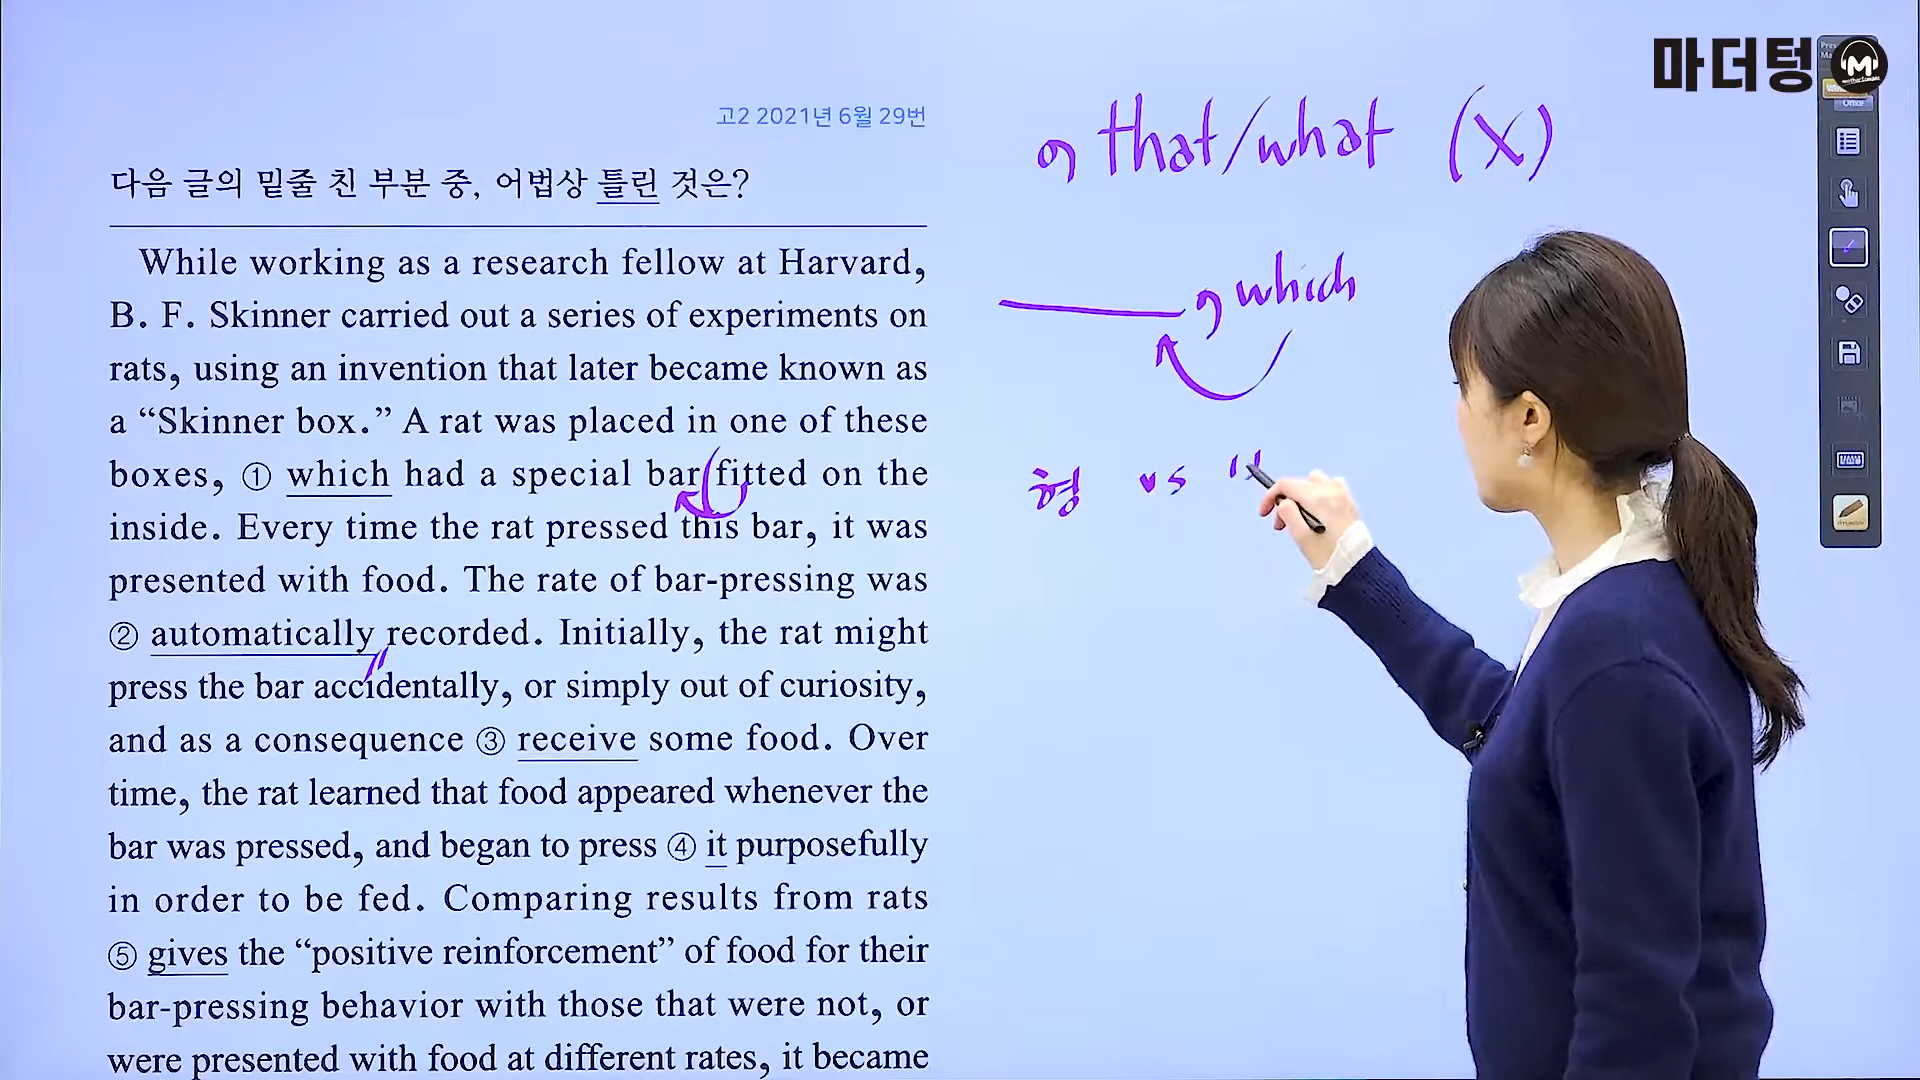 마더텅
M
고2 2021년 6월 29번
다음 글의 밑줄 친 부분 중, 어법상 틀린 것은?
While working as a research fellow at Harvard,
B. F. Skinner carried out a series of experiments on
rats, using an invention that later became known as
a “Skinner box.” A rat was placed in one of these
boxes, ① which had a special bar fitted on the
inside. Every time the rat pressed this bar, it was
presented with food. The rate of bar-pressing was
② automatically recorded. Initially, the rat might
press the bar accidentally, or simply out of curiosity,
and as a consequence ③ receive some food. Over
time, the rat learned that food appeared whenever the
bar was pressed, and began to press ④ it purposefully
in order to be fed. Comparing results from rats
⑤ gives the “positive reinforcement” of food for their
bar-pressing behavior with those that were not, or
were presented with food at different rates, it became
, that/what (X)
, which
형 vs
Office